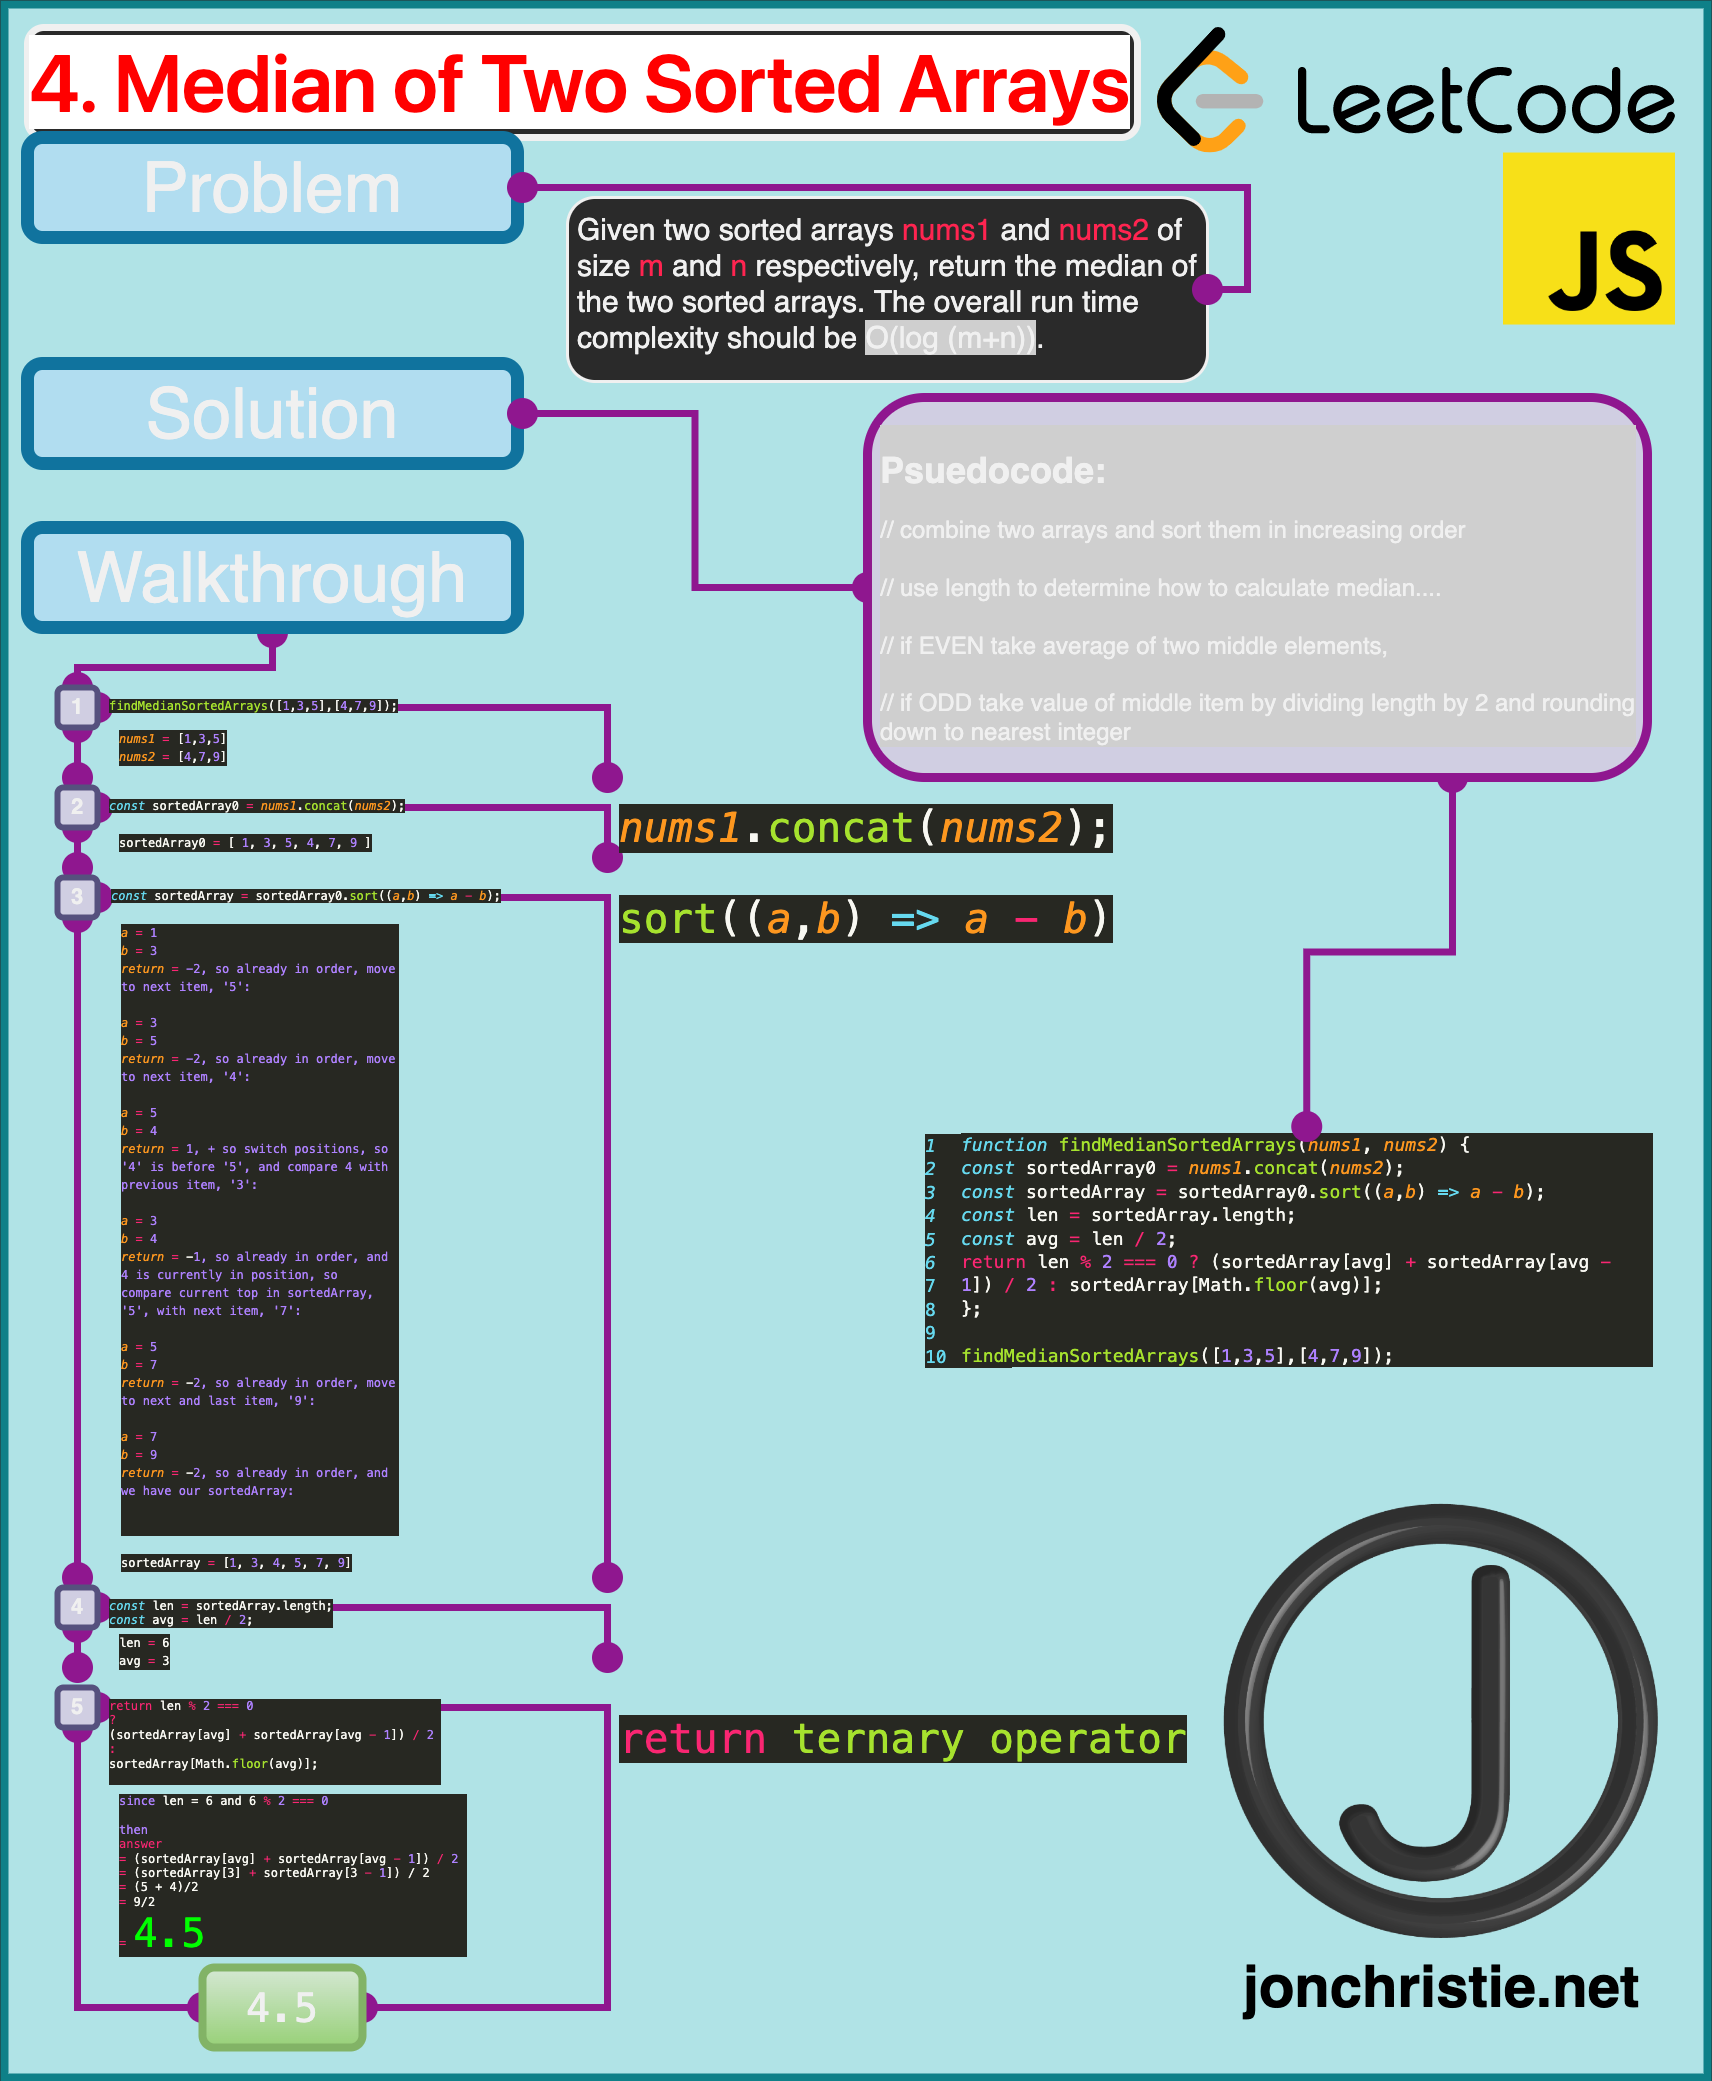 4. Median of Two Sorted Arrays
LeetCode
JS
Problem
Given two sorted arrays nums1 and nums2 of
size m and n respectively, return the median of
the two sorted arrays. The overall run time
complexity should be O(log (m+n)).
Solution
Psuedocode:
// combine two arrays and sort them in increasing order
// use length to determine how to calculate median....
// if EVEN take average of two middle elements,
// if ODD take value of middle item by dividing length by 2 and rounding
down to nearest integer
Walkthrough
1
findMedianSortedArrays([1,3,5],[4,7,9]);
nums1 = [1,3,5]
nums2 = [4,7,9]
2
const sortedArray0 = nums1.concat(nums2);
sortedArray0 = [ 1, 3, 5, 4, 7, 9 ]
nums1.concat(nums2);
3
const sortedArray = sortedArray0.sort((a,b) => a - b);
sort((a,b) => a - b)
a = 1
b = 3
return = -2, so already in order, move
to next item, '5':
a = 3
b = 5
return = -2, so already in order, move
to next item, '4':
a = 5
b = 4
return = 1, + so switch positions, so
'4' is before '5', and compare 4 with
previous item, '3':
a = 3
b = 4
return = -1, so already in order, and
4 is currently in position, so
compare current top in sortedArray,
'5', with next item, '7':
a = 5
b = 7
return = -2, so already in order, move
to next and last item, '9':
a = 7
b = 9
return = -2, so already in order, and
we have our sortedArray:
sortedArray = [1, 3, 4, 5, 7, 9]
4
const len = sortedArray.length;
const avg = len / 2;
len = 6
avg = 3
5
return len % 2 === 0
?
(sortedArray[avg] + sortedArray[avg - 1]) / 2
:
sortedArray[Math.floor(avg)];
return ternary operator
since len = 6 and 6 % 2 === 0
then
answer
= (sortedArray[avg] + sortedArray[avg - 1]) / 2
= (sortedArray[3] + sortedArray[3 - 1]) / 2
= (5 + 4)/2
= 9/2
= 4.5
4.5
1 function findMedianSortedArrays(nums1, nums2) {
2 const sortedArray0 = nums1.concat(nums2);
3 const sortedArray = sortedArray0.sort((a,b) => a - b);
4 const len = sortedArray.length;
5 const avg = len / 2;
6 return len % 2 === 0 ? (sortedArray[avg] + sortedArray[avg -
7 1]) / 2 : sortedArray[Math.floor(avg)];
8 };
9
10 findMedianSortedArrays([1,3,5],[4,7,9]);
J
jonchristie.net